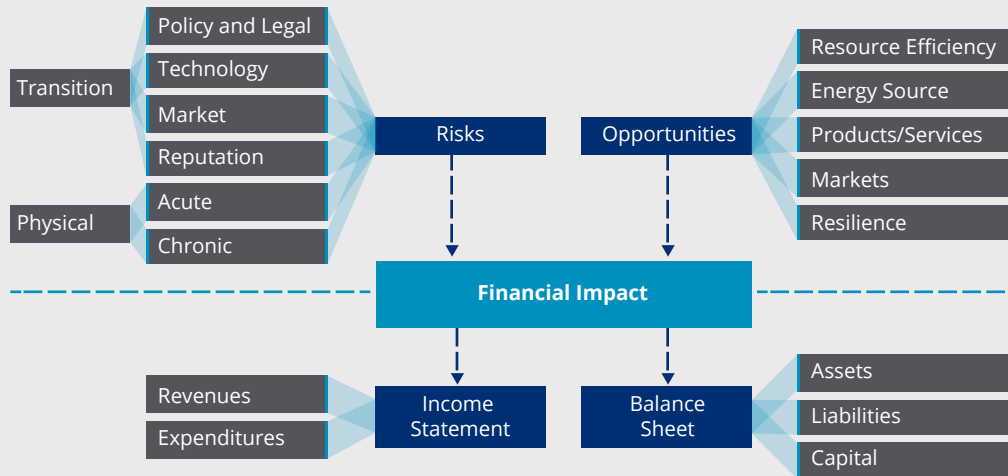 Transition
Physical
Policy and Legal
Technology
Market
Reputation
Acute
Chronic
Risks
Opportunities
Resource Efficiency
Energy Source
Products/Services
Markets
Resilience
Financial Impact
Revenues
Expenditures
Income
Statement
Balance
Sheet
Assets
Liabilities
Capital